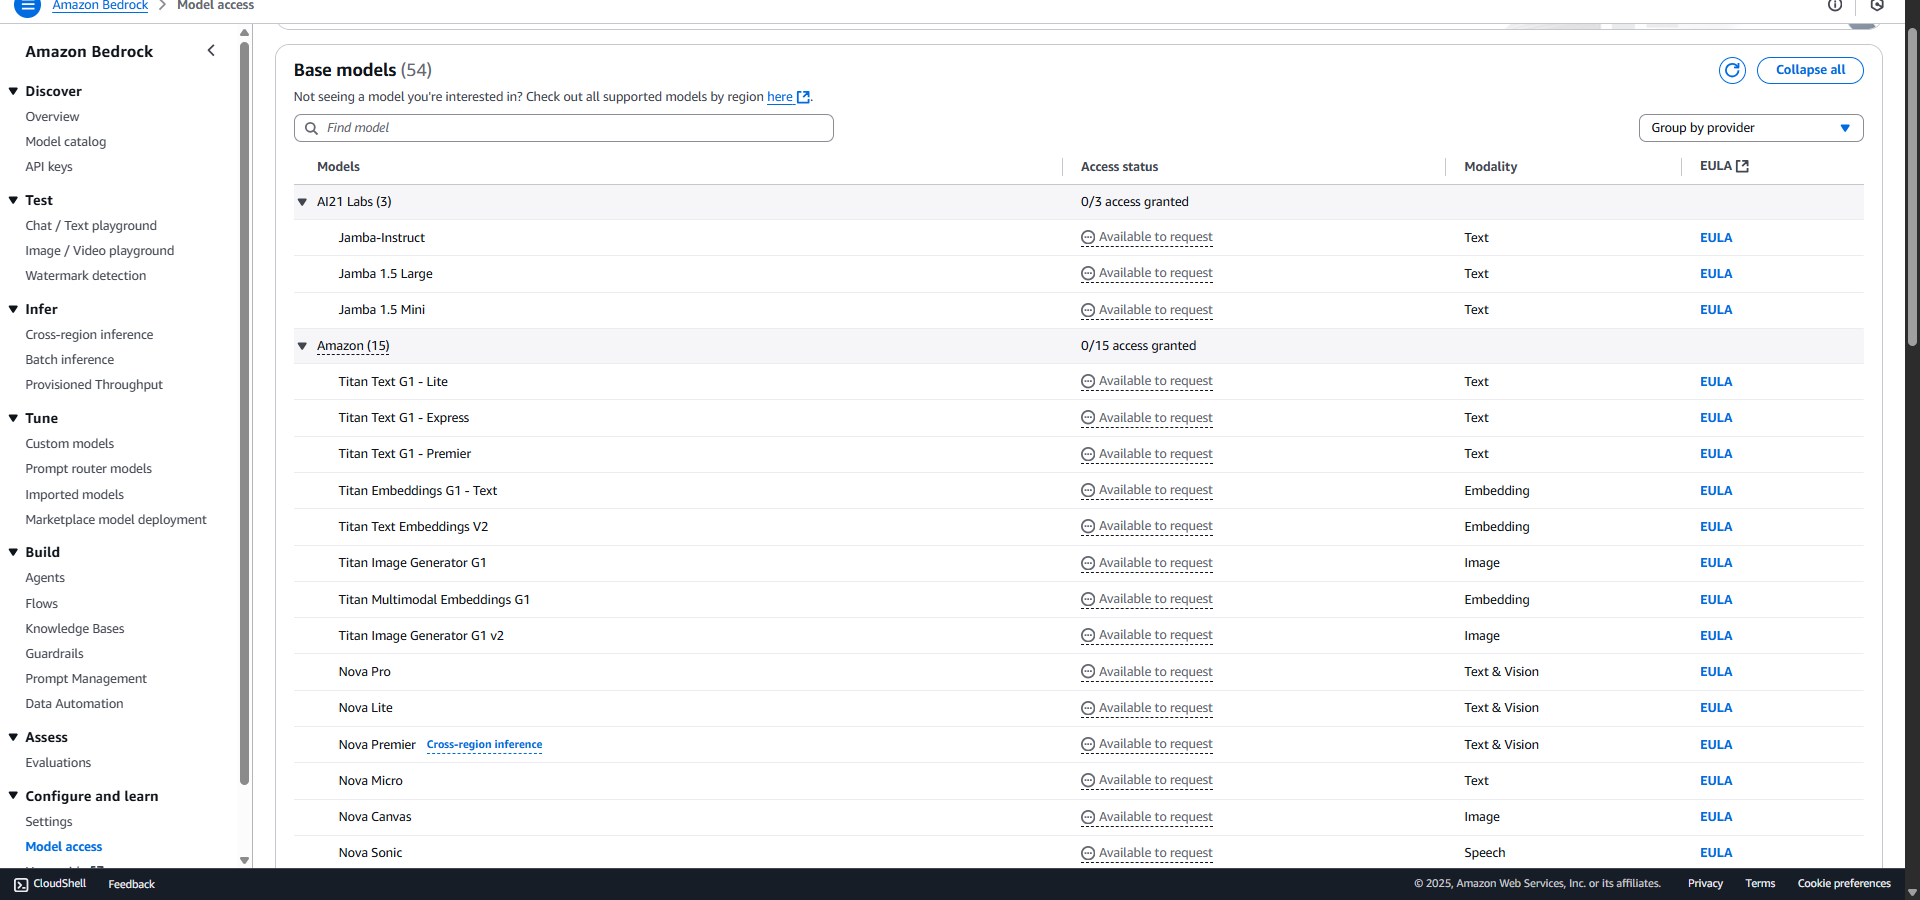 Amazon Bedrock > Model access
Amazon Bedrock
Discover
Overview
Model catalog
API keys
Test
Chat / Text playground
Image / Video playground
Watermark detection
Infer
Cross-region inference
Batch inference
Provisioned Throughput
Tune
Custom models
Prompt router models
Imported models
Marketplace model deployment
Build
Agents
Flows
Knowledge Bases
Guardrails
Prompt Management
Data Automation
Assess
Evaluations
Configure and learn
Settings
Model access
Base models (54)
Collapse all
Not seeing a model you're interested in? Check out all supported models by region here.
Find model
Group by provider
Models Access status Modality EULA
AI21 Labs (3) 0/3 access granted
Jamba-Instruct Available to request Text EULA
Jamba 1.5 Large Available to request Text EULA
Jamba 1.5 Mini Available to request Text EULA
Amazon (15) 0/15 access granted
Titan Text G1 - Lite Available to request Text EULA
Titan Text G1 - Express Available to request Text EULA
Titan Text G1 - Premier Available to request Text EULA
Titan Embeddings G1 - Text Available to request Embedding EULA
Titan Text Embeddings V2 Available to request Embedding EULA
Titan Image Generator G1 Available to request Image EULA
Titan Multimodal Embeddings G1 Available to request Embedding EULA
Titan Image Generator G1 v2 Available to request Image EULA
Nova Pro Available to request Text & Vision EULA
Nova Lite Available to request Text & Vision EULA
Nova Premier Cross-region inference Available to request Text & Vision EULA
Nova Micro Available to request Text EULA
Nova Canvas Available to request Image EULA
Nova Sonic Available to request Speech EULA
CloudShell Feedback © 2025, Amazon Web Services, Inc. or its affiliates. Privacy Terms Cookie preferences